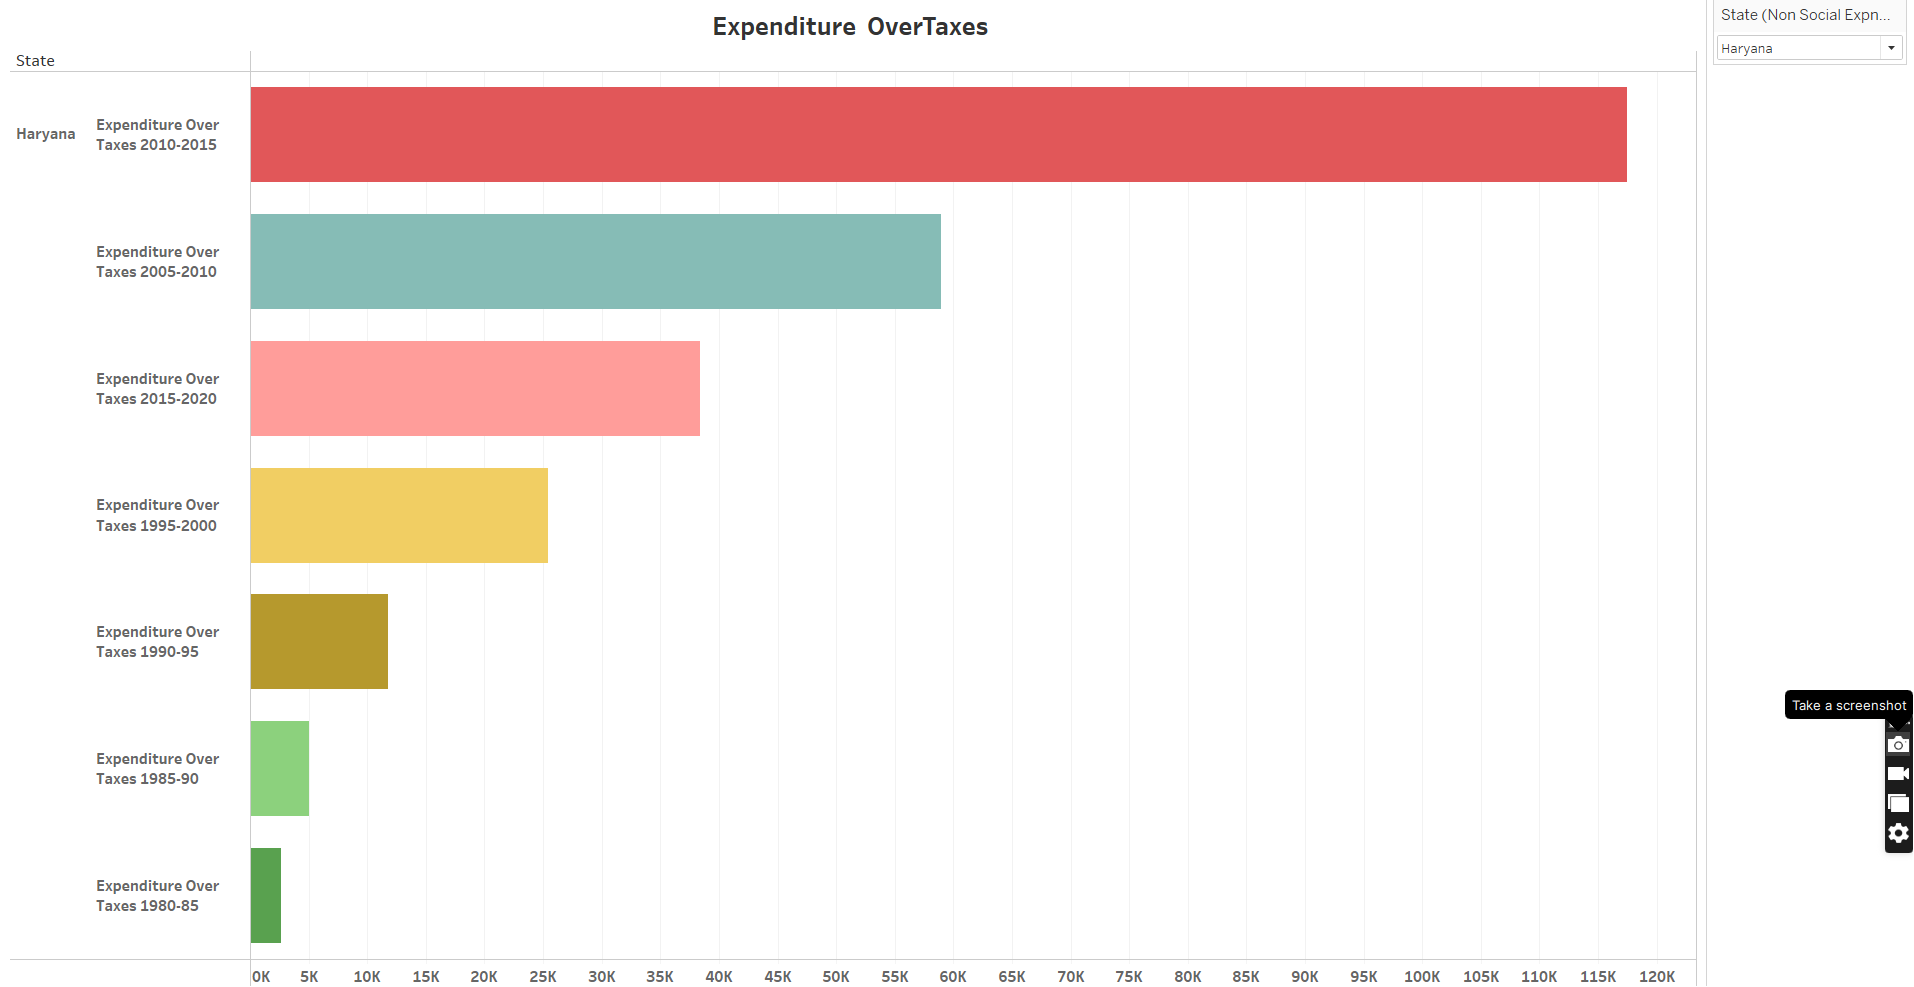 Expenditure OverTaxes
State (Non Social Expn...
Haryana
State
Haryana
Expenditure Over
Taxes 2010-2015
Expenditure Over
Taxes 2005-2010
Expenditure Over
Taxes 2015-2020
Expenditure Over
Taxes 1995-2000
Expenditure Over
Taxes 1990-95
Expenditure Over
Taxes 1985-90
Expenditure Over
Taxes 1980-85
Take a screenshot
0K 5K 10K 15K 20K 25K 30K 35K 40K 45K 50K 55K 60K 65K 70K 75K 80K 85K 90K 95K 100K 105K 110K 115K 120K